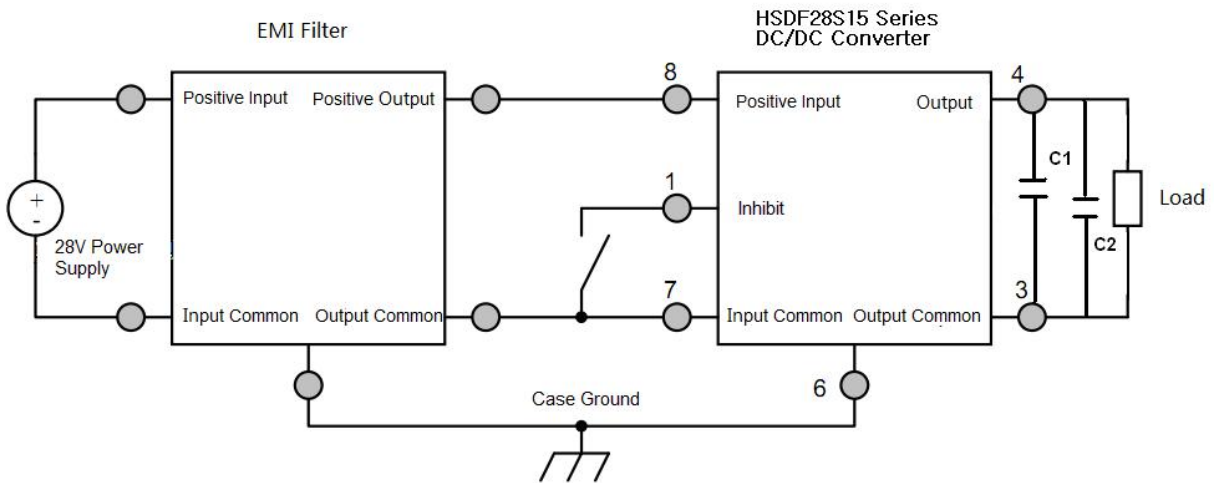 EMI Filter
HSDF28S15 Series
DC/DC Converter
Positive Input
Positive Output
8
Positive Input
Output
4
C1
1
Inhibit
+
-
28V Power
Supply
Load
C2
Input Common
Output Common
7
Input Common
Output Common
3
6
Case Ground